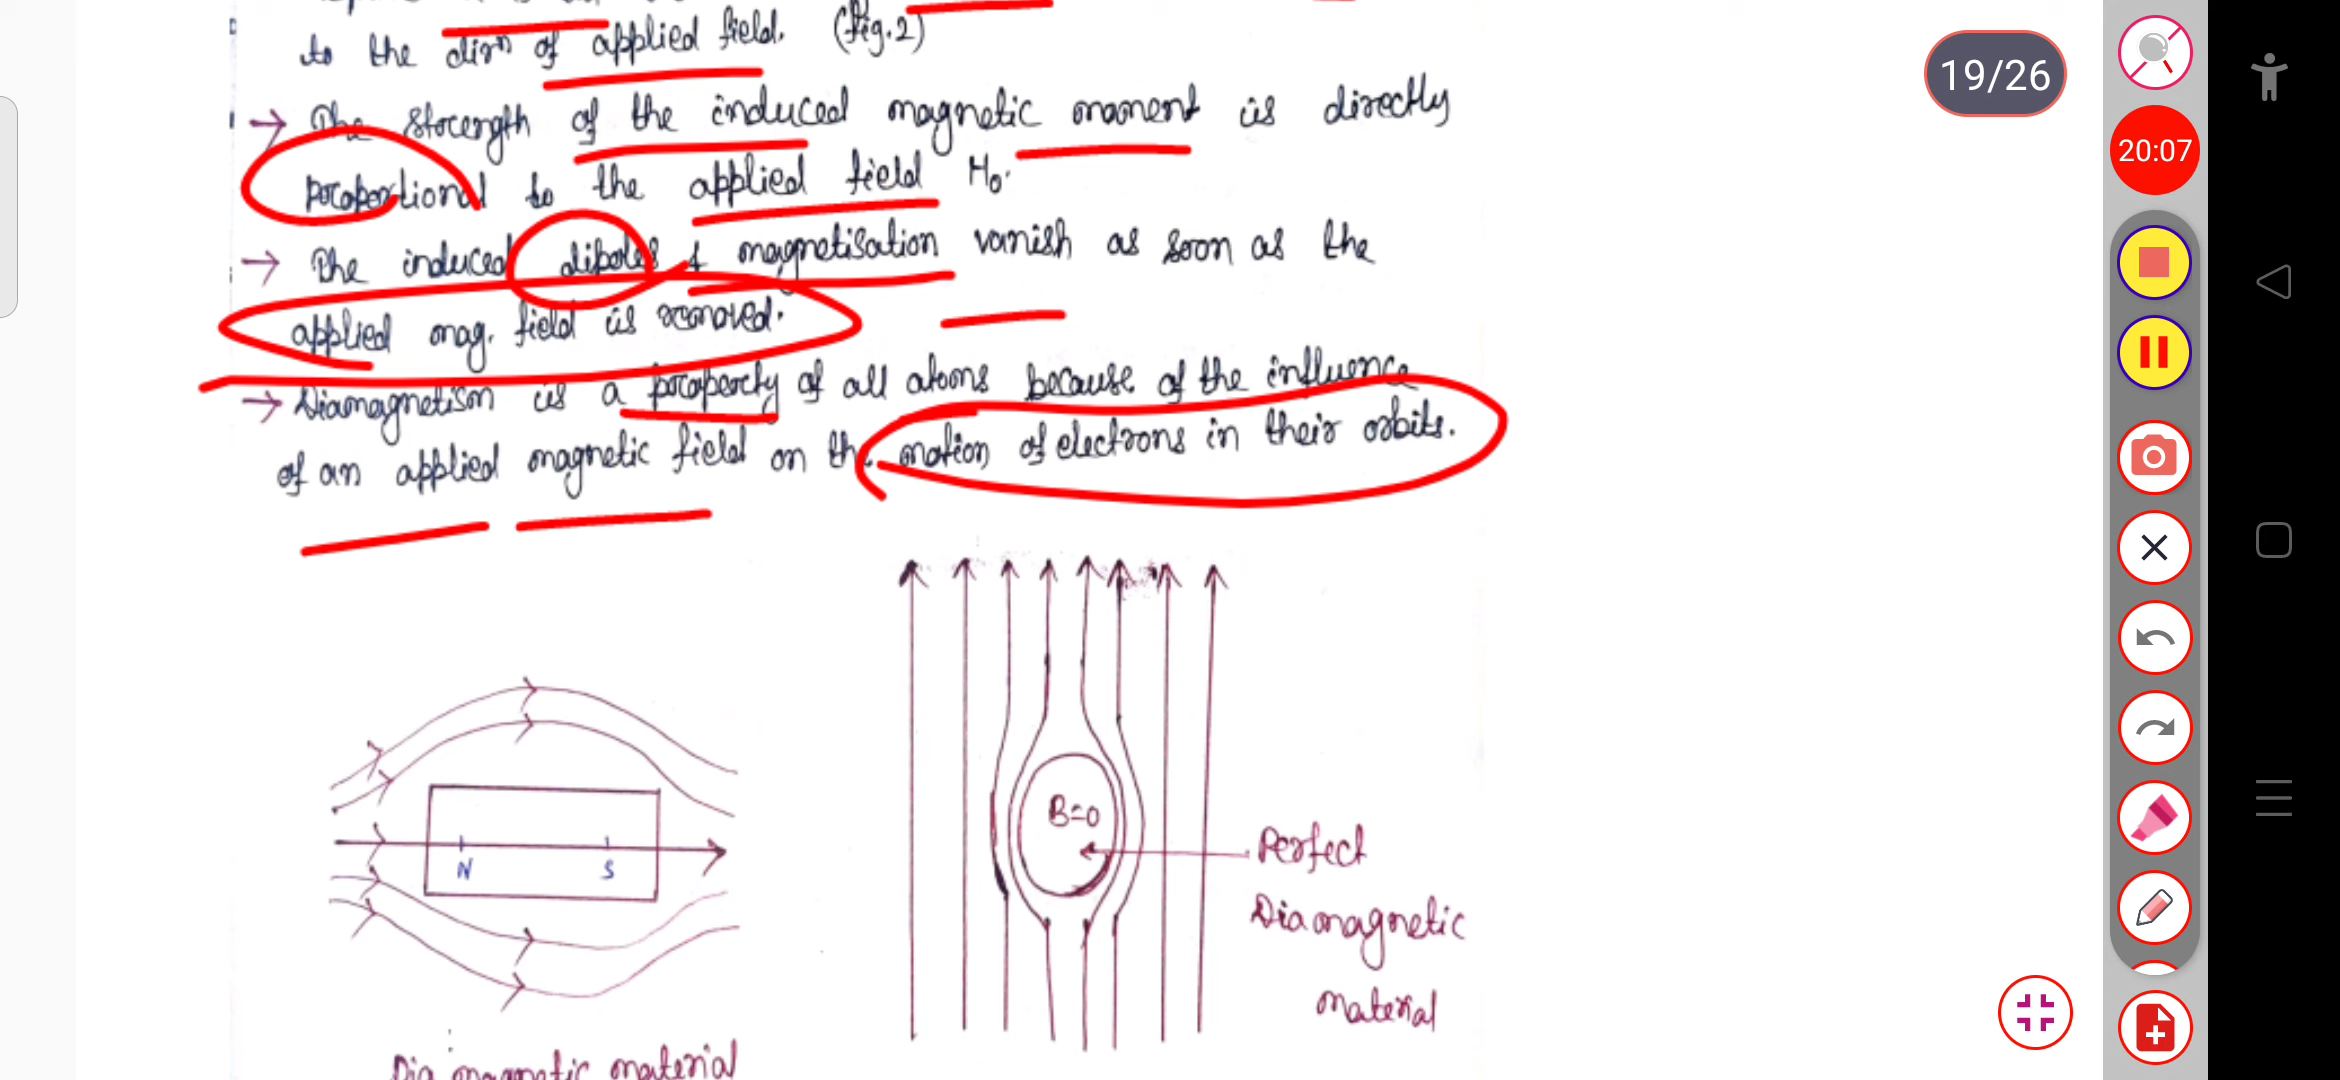 to the dirn of applied field. (Fig.2)
→ The strength of the induced magnetic moment is directly
proportional to the applied field H₀.
→ The induced dipoles & magnetisation vanish as soon as the
applied mag. field is removed.
→ Diamagnetism is a property of all atoms because of the influence
of an applied magnetic field on the motion of electrons in their orbits.
N S
Dia magnetic material
B=0
Perfect
Diamagnetic
material
19/26
20:07